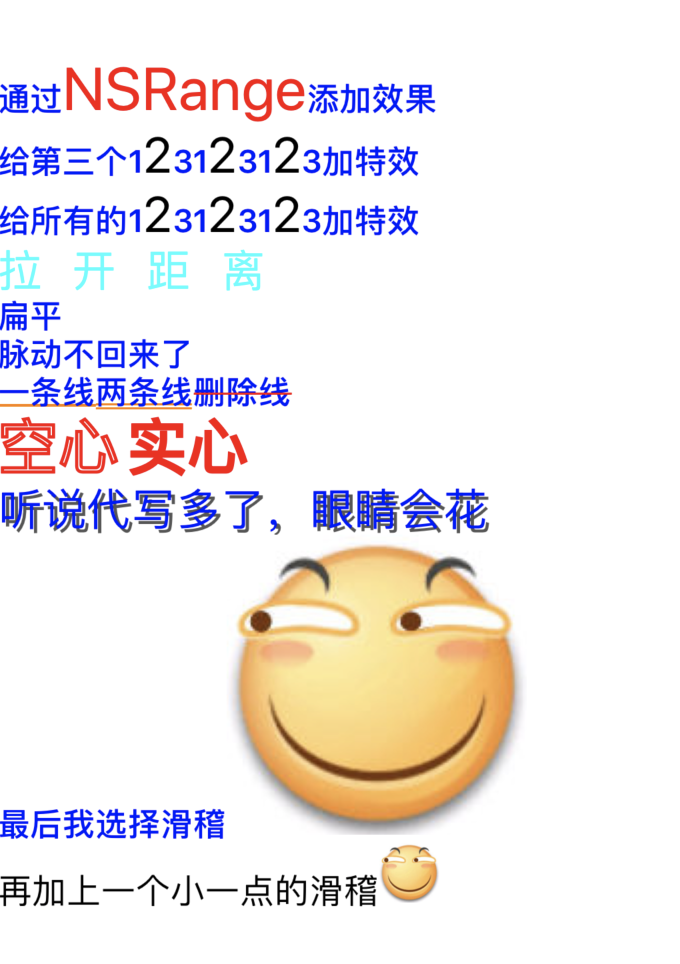 通过NSRange添加效果
给第三个123123123加特效
给所有的123123123加特效
拉开距离
扁平
脉动不回来了
一条线两条线删除线
空心实心
听说代写多了，眼睛会花
最后我选择滑稽
再加上一个小一点的滑稽